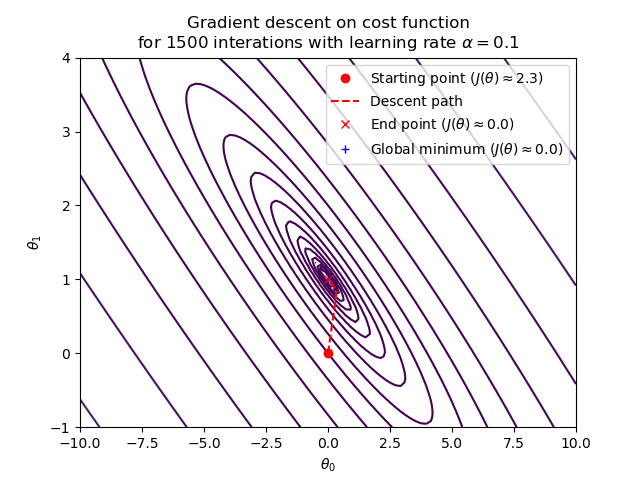 Gradient descent on cost function
for 1500 interations with learning rate α = 0.1
Starting point (J(θ) ≈ 2.3)
Descent path
End point (J(θ) ≈ 0.0)
Global minimum (J(θ) ≈ 0.0)
4
3
2
1
0
−1
θ₁
−10.0 −7.5 −5.0 −2.5 0.0 2.5 5.0 7.5 10.0
θ₀